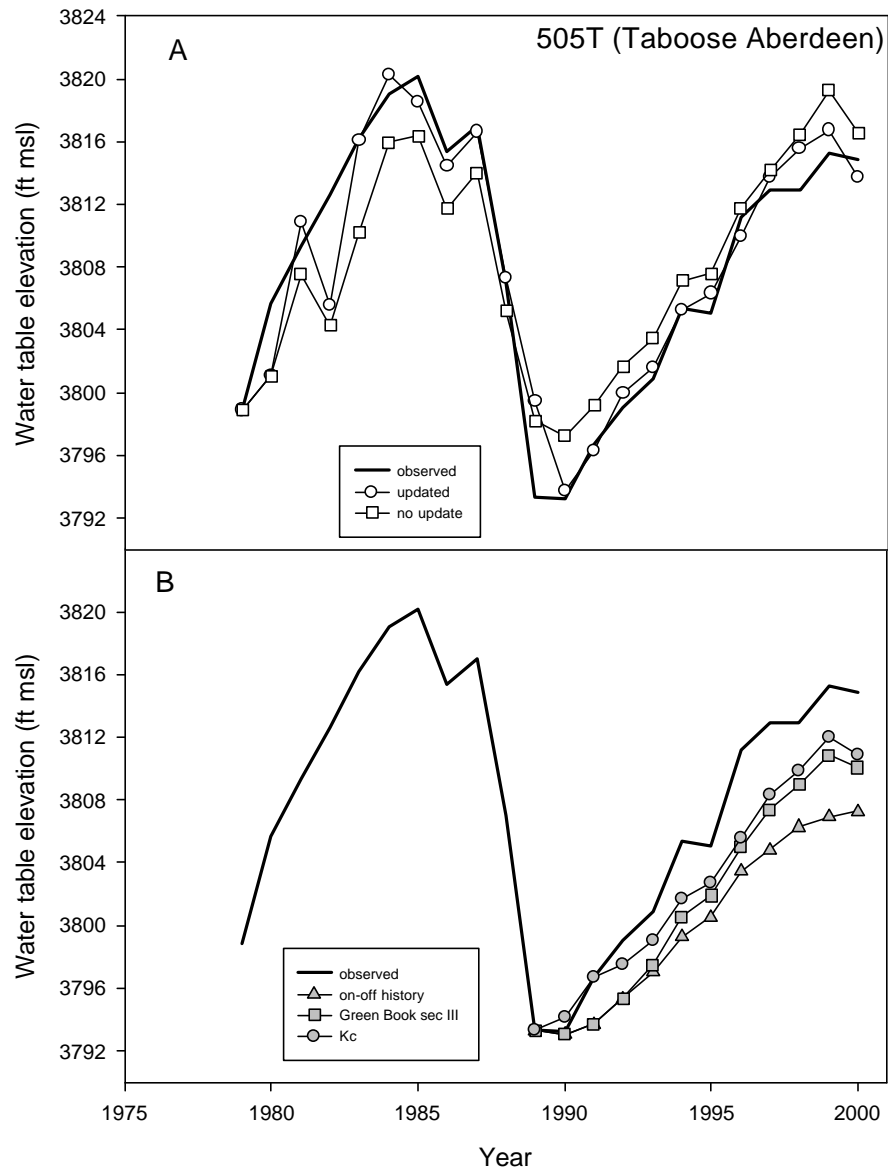 505T (Taboose Aberdeen)
A
Water table elevation (ft msl)
3824
3820
3816
3812
3808
3804
3800
3796
3792
observed
updated
no update
B
Water table elevation (ft msl)
3820
3816
3812
3808
3804
3800
3796
3792
observed
on-off history
Green Book sec III
Kc
1975 1980 1985 1990 1995 2000
Year